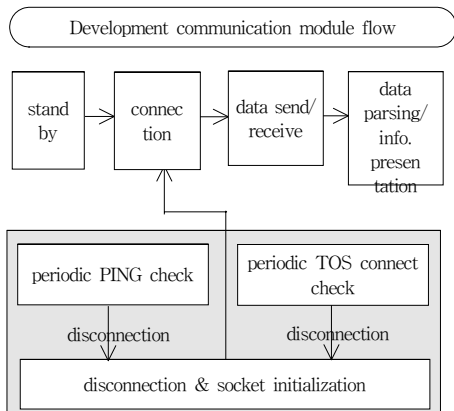 Development communication module flow
stand
by
connec
tion
data send/
receive
data
parsing/
info.
presen
tation
periodic PING check
periodic TOS connect
check
disconnection
disconnection
disconnection & socket initialization